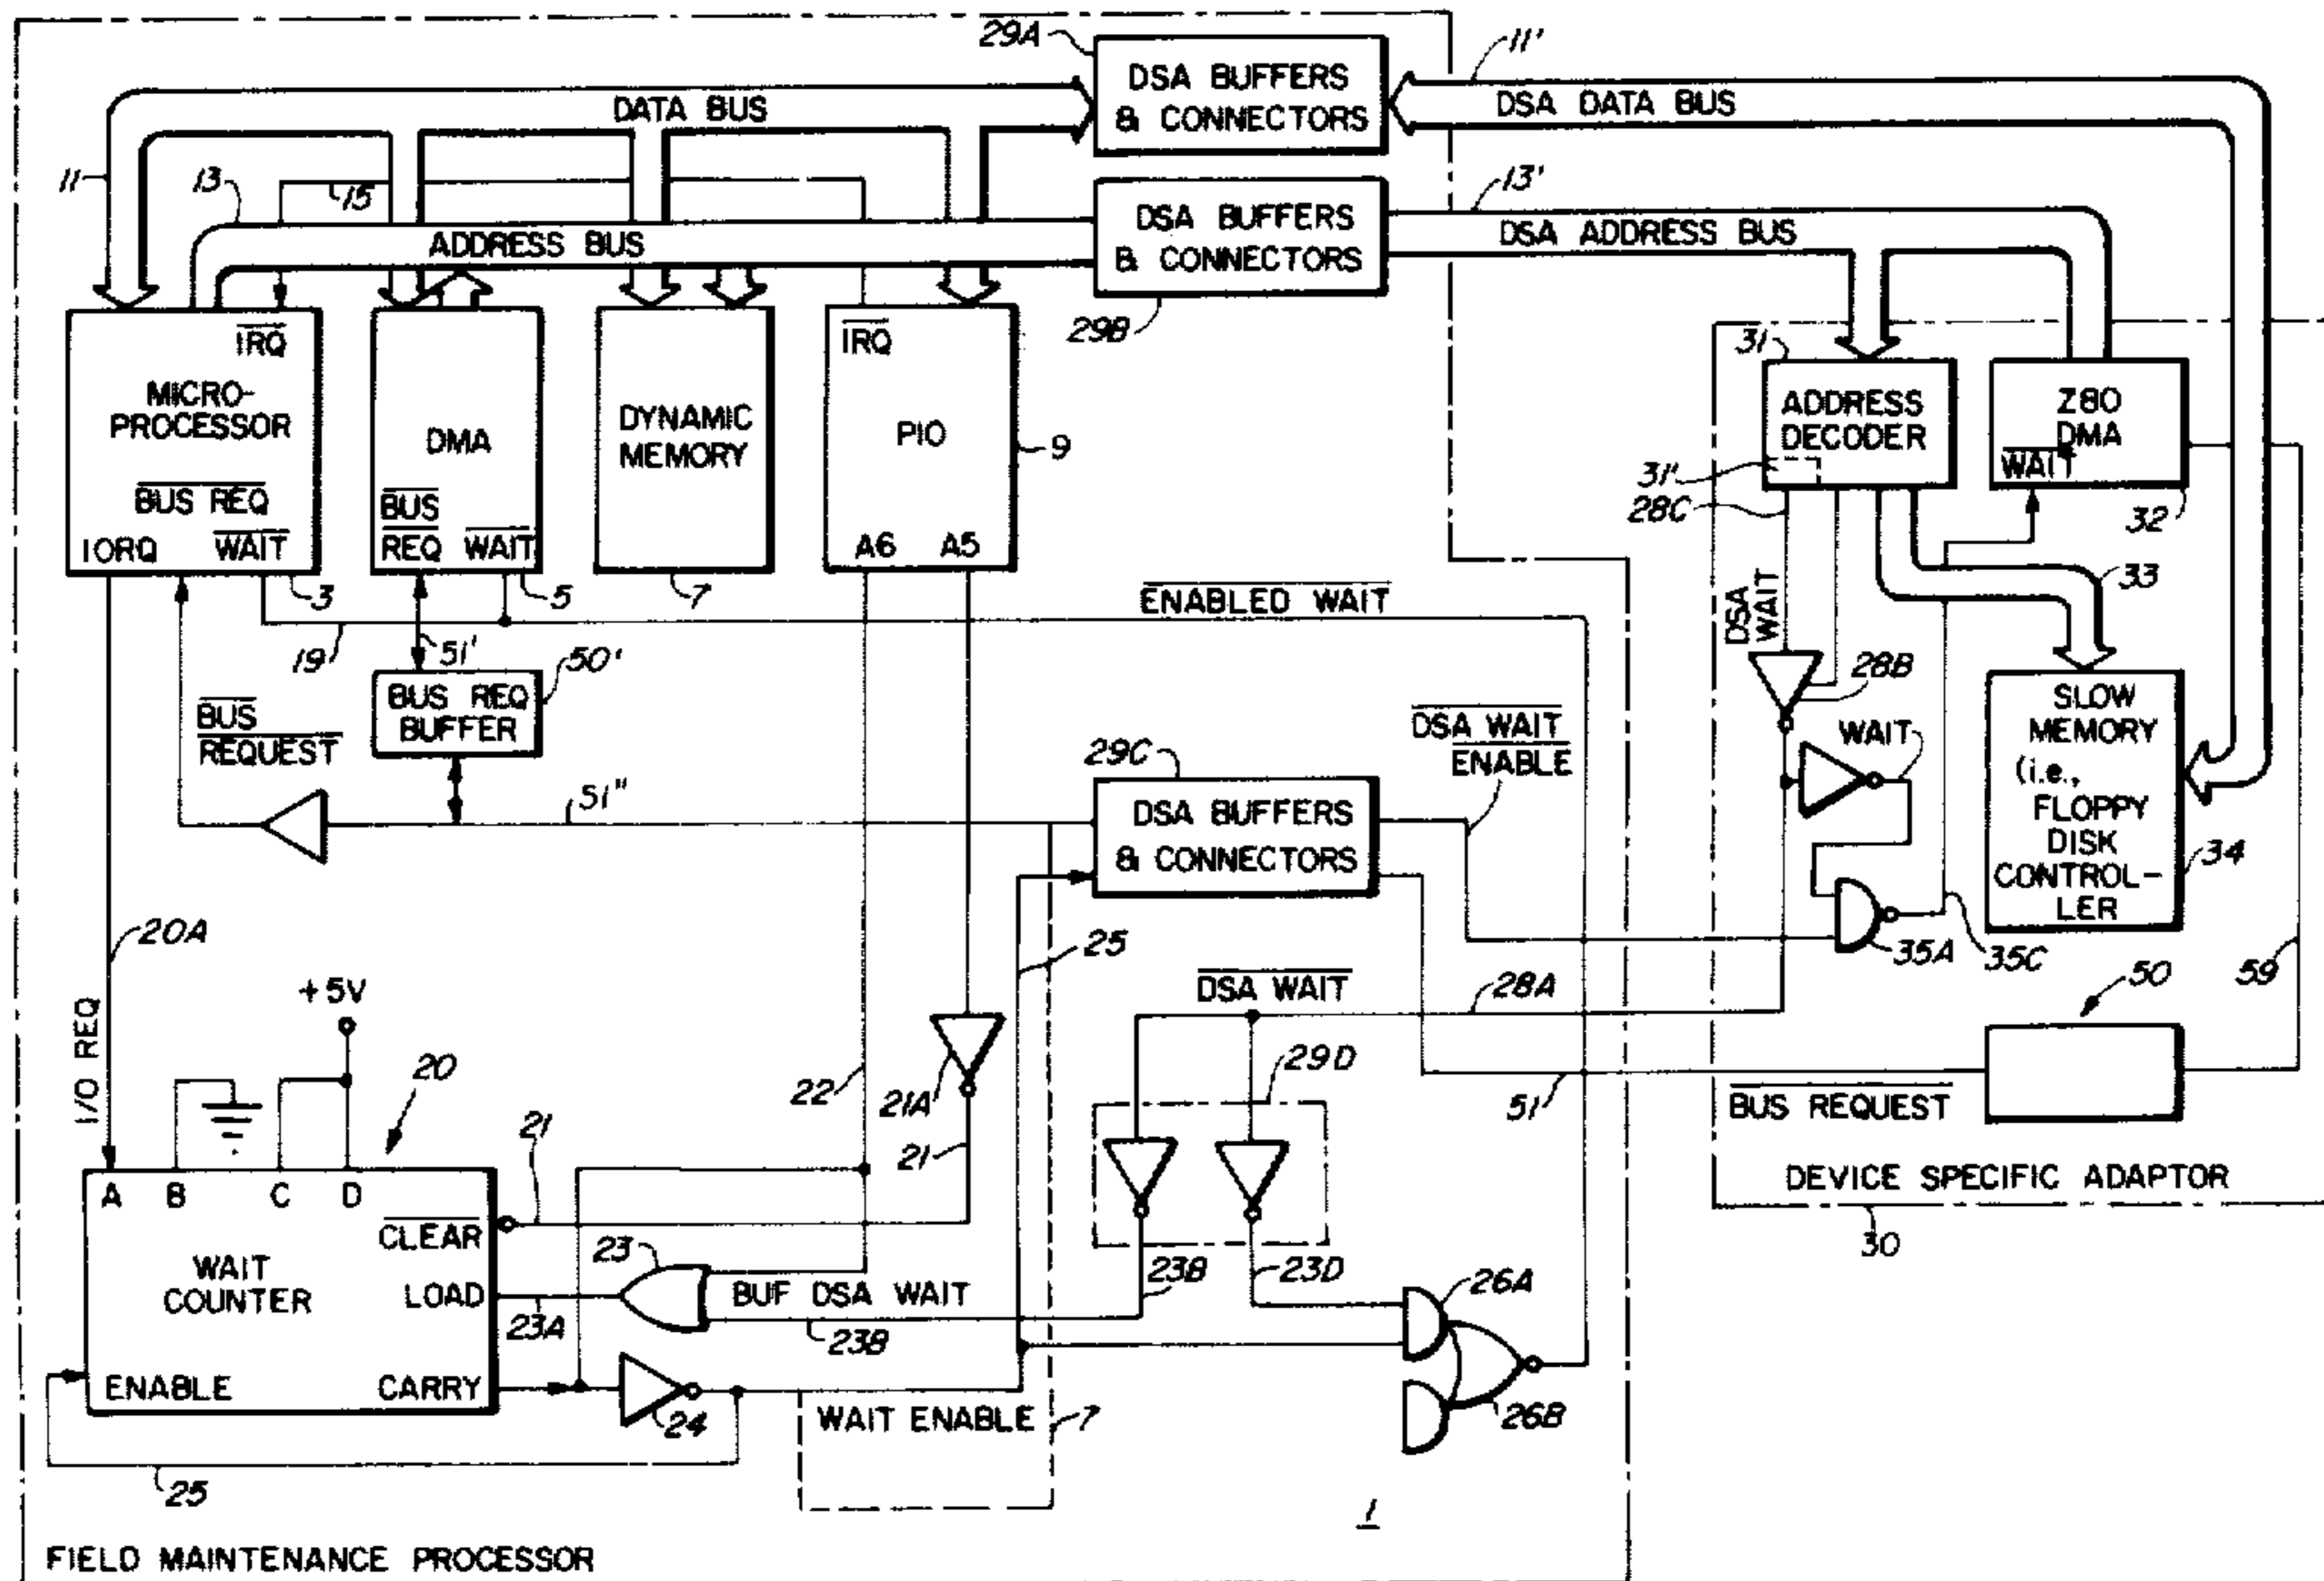 29A
DSA BUFFERS
& CONNECTORS
11'
DATA BUS
DSA DATA BUS
11
13
15
13'
ADDRESS BUS
DSA BUFFERS
& CONNECTORS
DSA ADDRESS BUS
29B
IRQ
MICRO-
PROCESSOR
BUS REQ
IORQ WAIT
3
DMA
BUS
REQ WAIT
5
DYNAMIC
MEMORY
7
IRQ
PIO
A6 A5
9
31
ADDRESS
DECODER
31'
28C
Z80
DMA
WAIT
32
33
DSA
WAIT
28B
WAIT
SLOW
MEMORY
(i.e.,
FLOPPY
DISK
CONTROL-
LER
34
35A
35C
59
ENABLED WAIT
19
51'
50'
BUS REQ
BUFFER
BUS
REQUEST
51"
29C
DSA BUFFERS
& CONNECTORS
DSA WAIT
ENABLE
20A
I/O REQ
+5V
20
22
21A
21
25
DSA WAIT
28A
29D
51
50
BUS REQUEST
DEVICE SPECIFIC ADAPTOR
30
A B C D
21
CLEAR
WAIT
COUNTER
LOAD
ENABLE
CARRY
23
23A
BUF DSA WAIT
23B
23B
23D
26A
26B
24
WAIT ENABLE
7
25
1
FIELD MAINTENANCE PROCESSOR